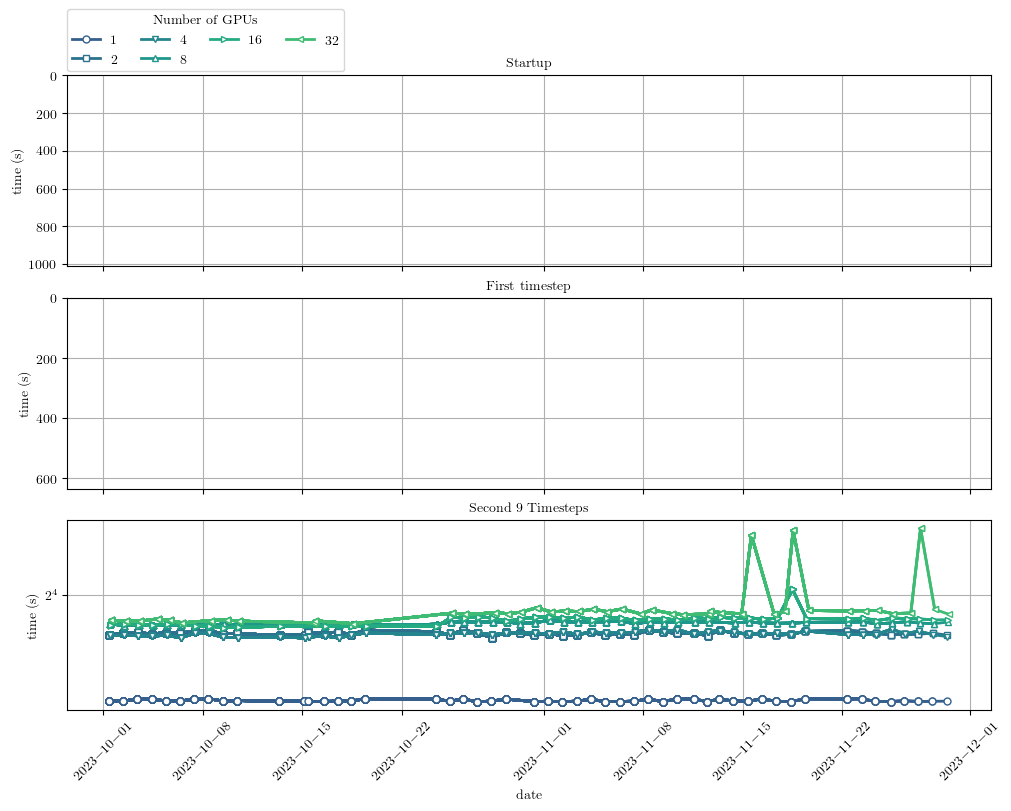 Number of GPUs
1 4 16 32
2 8
Startup
0
200
400
600
800
1000
time (s)
First timestep
0
200
400
600
time (s)
Second 9 Timesteps
2⁴
time (s)
2023−10−01 2023−10−08 2023−10−15 2023−10−22 2023−11−01 2023−11−08 2023−11−15 2023−11−22 2023−12−01
date